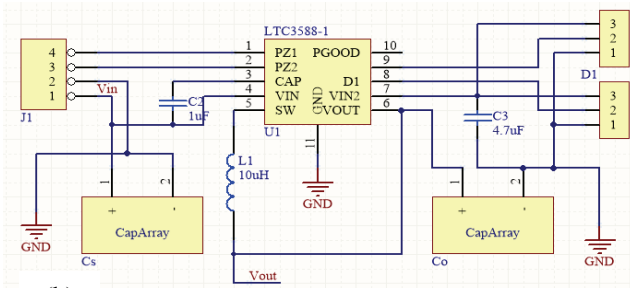 LTC3588-1
4
3
2
1
J1
Vin
1
2
3
4
5
PZ1
PZ2
CAP
VIN
SW
U1
PGOOD
D1
VIN2
VOUT
GND
10
9
8
7
6
11
GND
C2
1uF
L1
10uH
C3
4.7uF
3
2
1
D1
3
2
1
1
2
+
-
CapArray
Cs
GND
1
2
+
-
CapArray
Co
GND
Vout